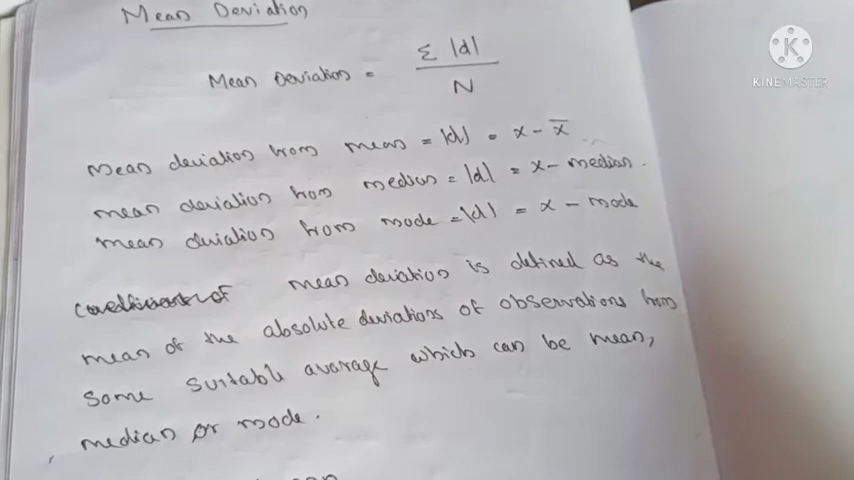 Mean Deviation
Mean Deviation = Σ |d| / N
K
KINEMASTER
Mean deviation from mean = |d| = x - x̄
mean deviation from median = |d| = x - median.
mean deviation from mode = |d| = x - mode
mean deviation is defined as the
mean of the absolute deviations of observations from
some suitable avarage which can be mean,
median or mode.